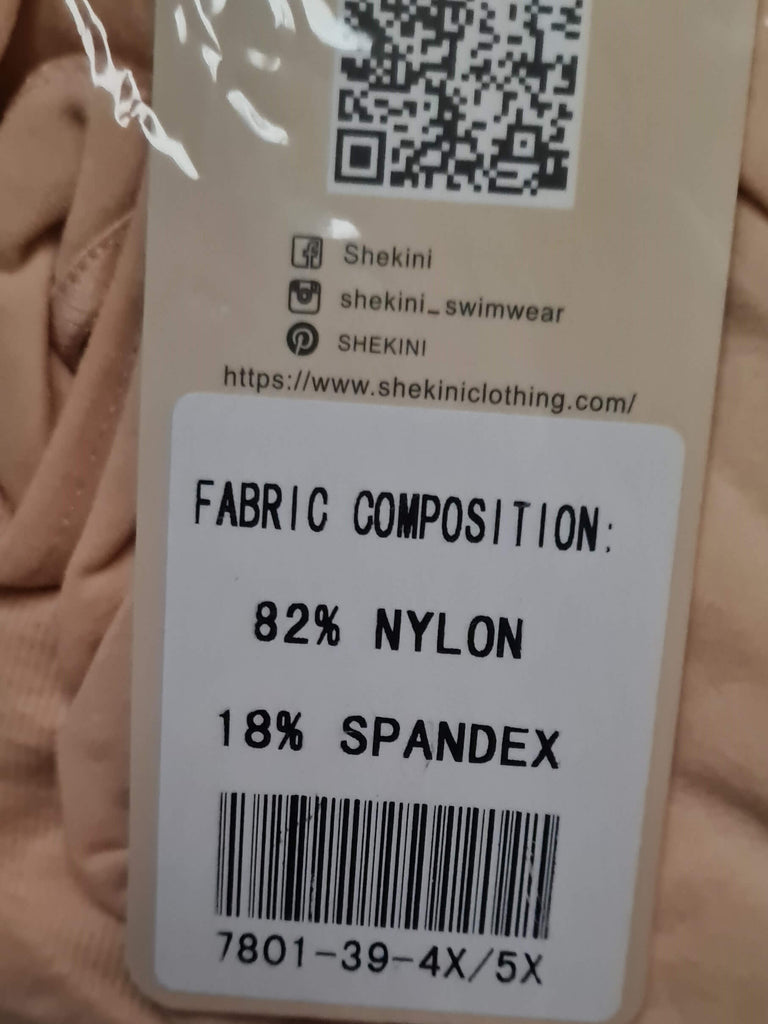 Shekini
shekini_swimwear
SHEKINI
https://www.shekiniclothing.com/
FABRIC COMPOSITION:
82% NYLON
18% SPANDEX
7801-39-4X/5X